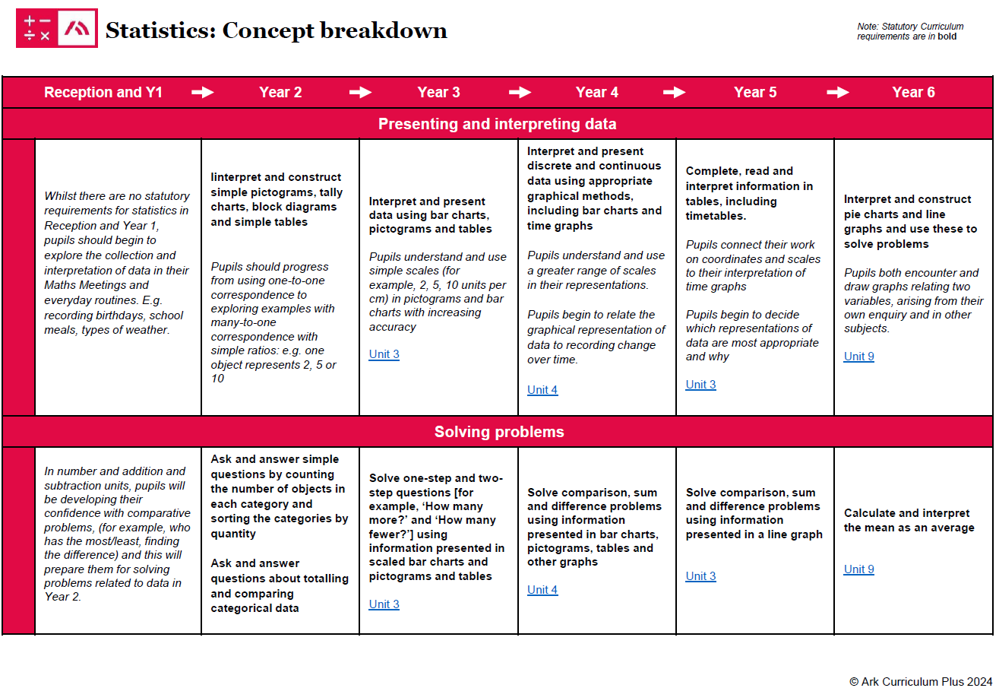 Statistics: Concept breakdown
Note: Statutory Curriculum
requirements are in bold
Reception and Y1
Year 2
Year 3
Year 4
Year 5
Year 6
Presenting and interpreting data
Whilst there are no statutory
requirements for statistics in
Reception and Year 1,
pupils should begin to
explore the collection and
interpretation of data in their
Maths Meetings and
everyday routines. E.g.
recording birthdays, school
meals, types of weather.
Iinterpret and construct
simple pictograms, tally
charts, block diagrams
and simple tables
Pupils should progress
from using one-to-one
correspondence to
exploring examples with
many-to-one
correspondence with
simple ratios: e.g. one
object represents 2, 5 or
10
Interpret and present
data using bar charts,
pictograms and tables
Pupils understand and use
simple scales (for
example, 2, 5, 10 units per
cm) in pictograms and bar
charts with increasing
accuracy
Unit 3
Interpret and present
discrete and continuous
data using appropriate
graphical methods,
including bar charts and
time graphs
Pupils understand and use
a greater range of scales
in their representations.
Pupils begin to relate the
graphical representation of
data to recording change
over time.
Unit 4
Complete, read and
interpret information in
tables, including
timetables.
Pupils connect their work
on coordinates and scales
to their interpretation of
time graphs
Pupils begin to decide
which representations of
data are most appropriate
and why
Unit 3
Interpret and construct
pie charts and line
graphs and use these to
solve problems
Pupils both encounter and
draw graphs relating two
variables, arising from their
own enquiry and in other
subjects.
Unit 9
Solving problems
In number and addition and
subtraction units, pupils will
be developing their
confidence with comparative
problems, (for example, who
has the most/least, finding
the difference) and this will
prepare them for solving
problems related to data in
Year 2.
Ask and answer simple
questions by counting
the number of objects in
each category and
sorting the categories by
quantity
Ask and answer
questions about totalling
and comparing
categorical data
Solve one-step and two-
step questions [for
example, ‘How many
more?’ and ‘How many
fewer?’] using
information presented in
scaled bar charts and
pictograms and tables
Unit 3
Solve comparison, sum
and difference problems
using information
presented in bar charts,
pictograms, tables and
other graphs
Unit 4
Solve comparison, sum
and difference problems
using information
presented in a line graph
Unit 3
Calculate and interpret
the mean as an average
Unit 9
© Ark Curriculum Plus 2024